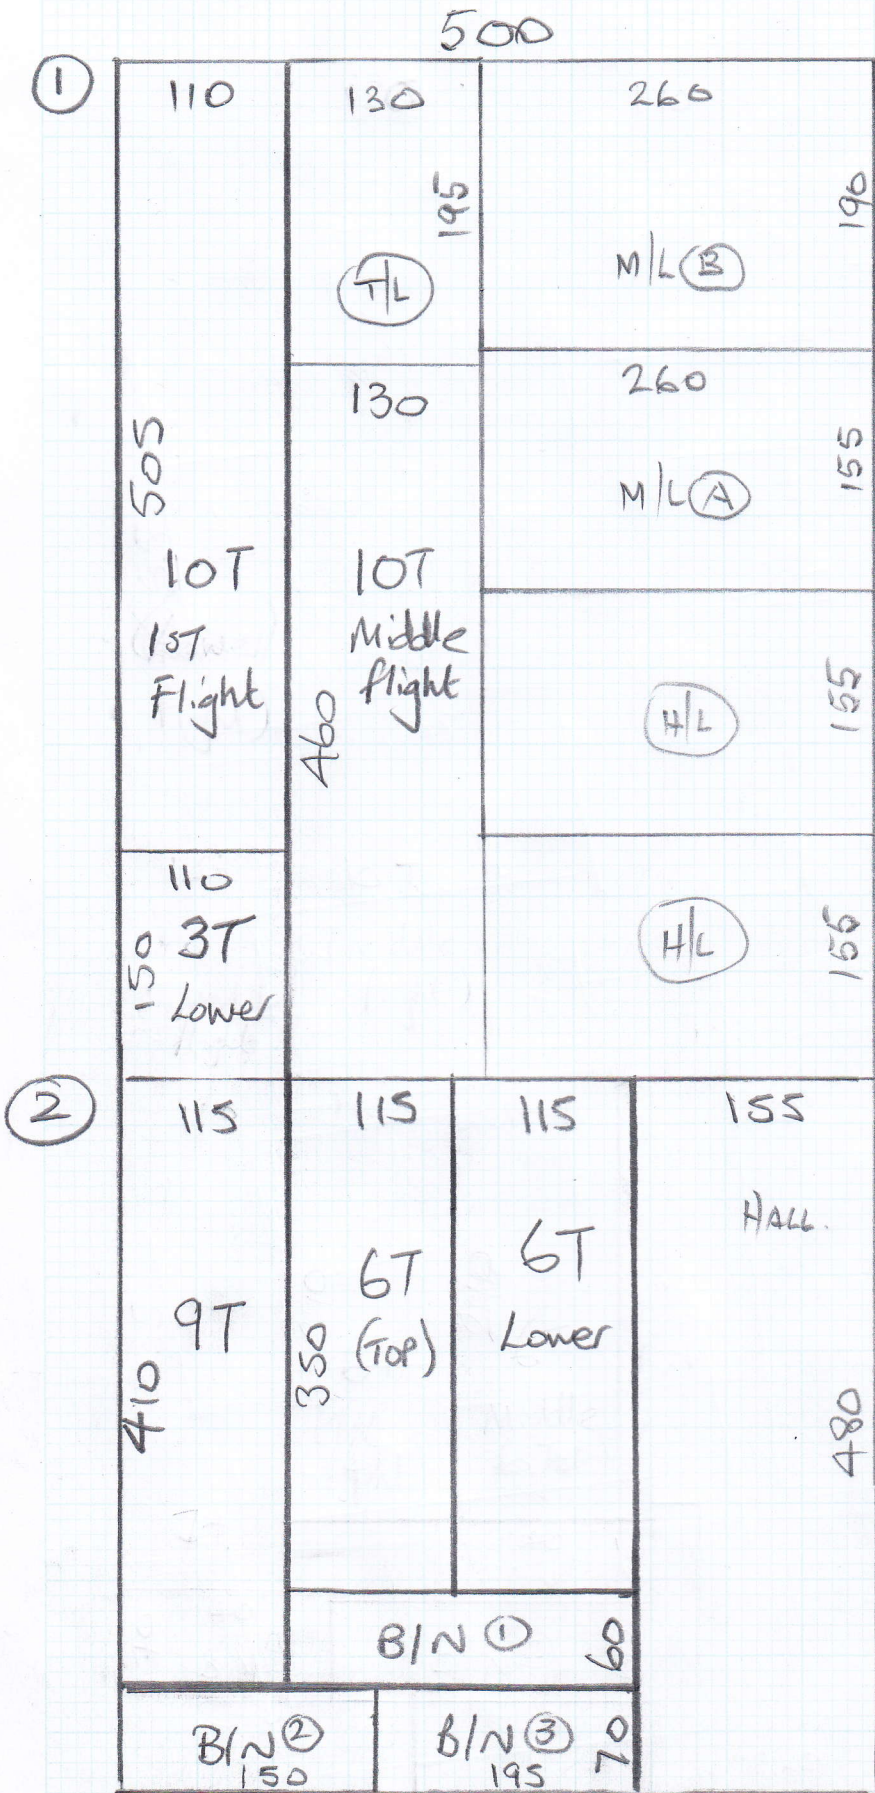 500
①
110
130
260
195
190
T/L
M/L Ⓑ
130
260
505
155
M/L Ⓐ
10T
1ST
Flight
10T
Middle
flight
460
155
H/L
110
150
3T
Lower
H/L
155
②
115
115
115
155
HALL.
9T
6T
(TOP)
6T
Lower
410
350
480
B/N ①
60
B/N ②
150
B/N ③
195
70